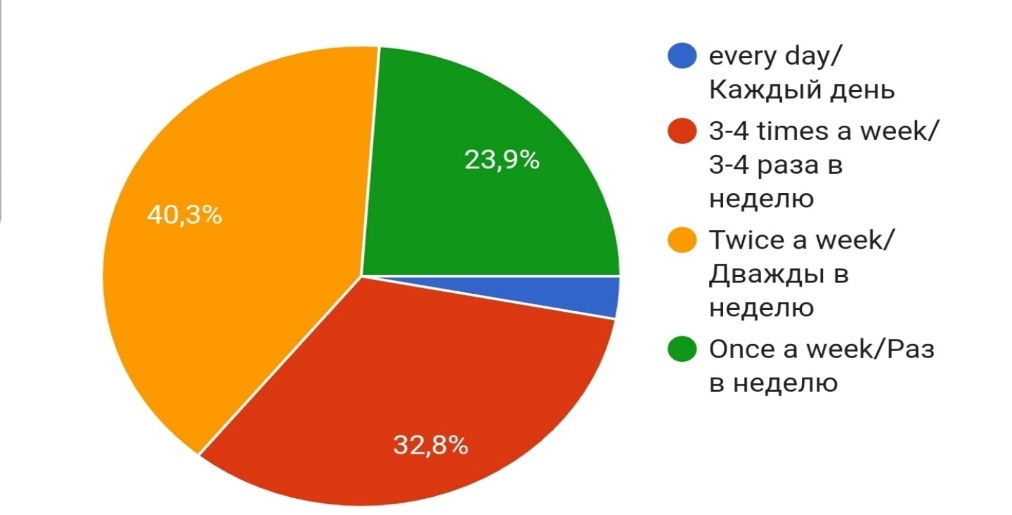 every day/
Каждый день
3-4 times a week/
3-4 раза в
неделю
Twice a week/
Дважды в
неделю
Once a week/Раз
в неделю
23,9%
40,3%
32,8%